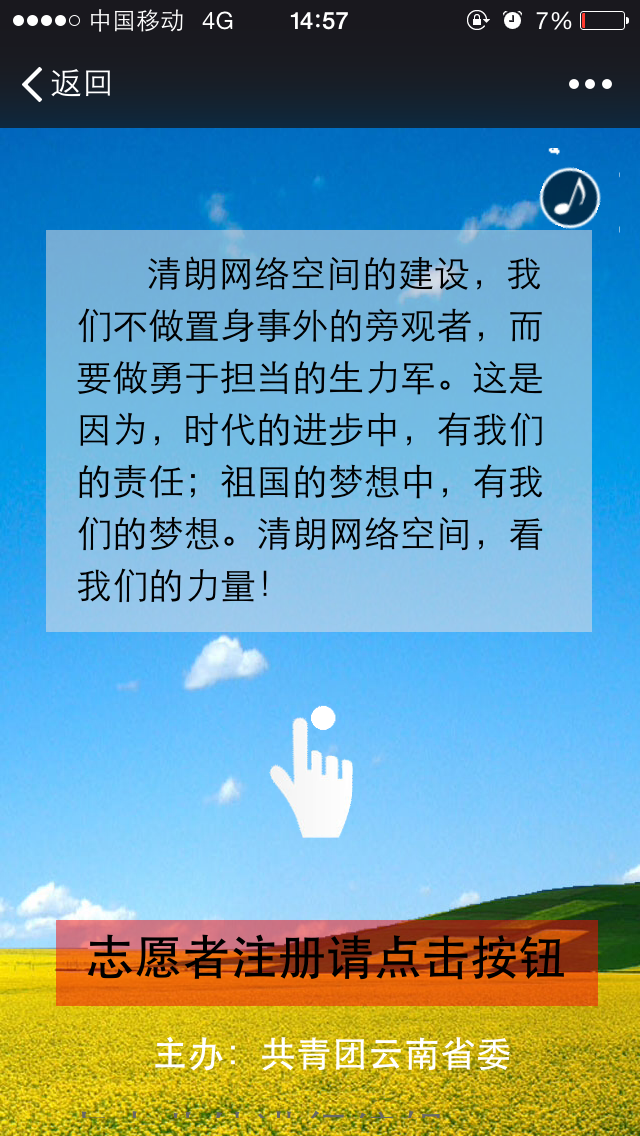 中国移动 4G 14:57 7%
返回
清朗网络空间的建设，我
们不做置身事外的旁观者，而
要做勇于担当的生力军。这是
因为，时代的进步中，有我们
的责任；祖国的梦想中，有我
们的梦想。清朗网络空间，看
我们的力量！
志愿者注册请点击按钮
主办：共青团云南省委